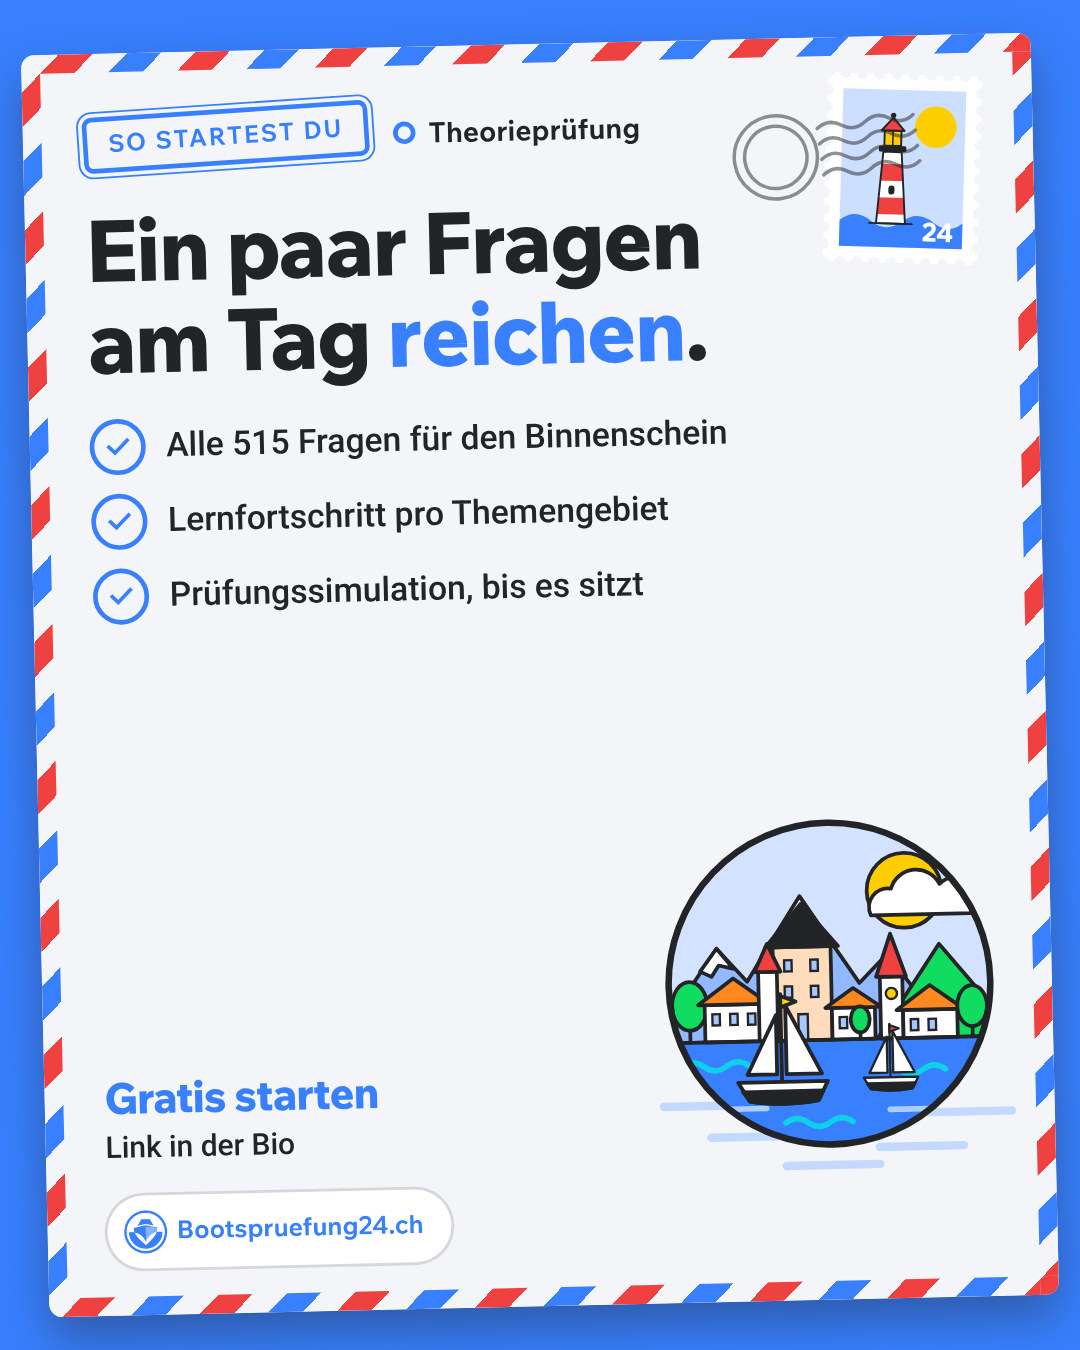 SO STARTEST DU
Theorieprüfung
24
Ein paar Fragen
am Tag reichen.
Alle 515 Fragen für den Binnenschein
Lernfortschritt pro Themengebiet
Prüfungssimulation, bis es sitzt
Gratis starten
Link in der Bio
Bootspruefung24.ch